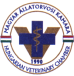 MAGYAR ÁLLATORVOSI KAMARA
1998
HUNGARIAN VETERINARY CHAMBER